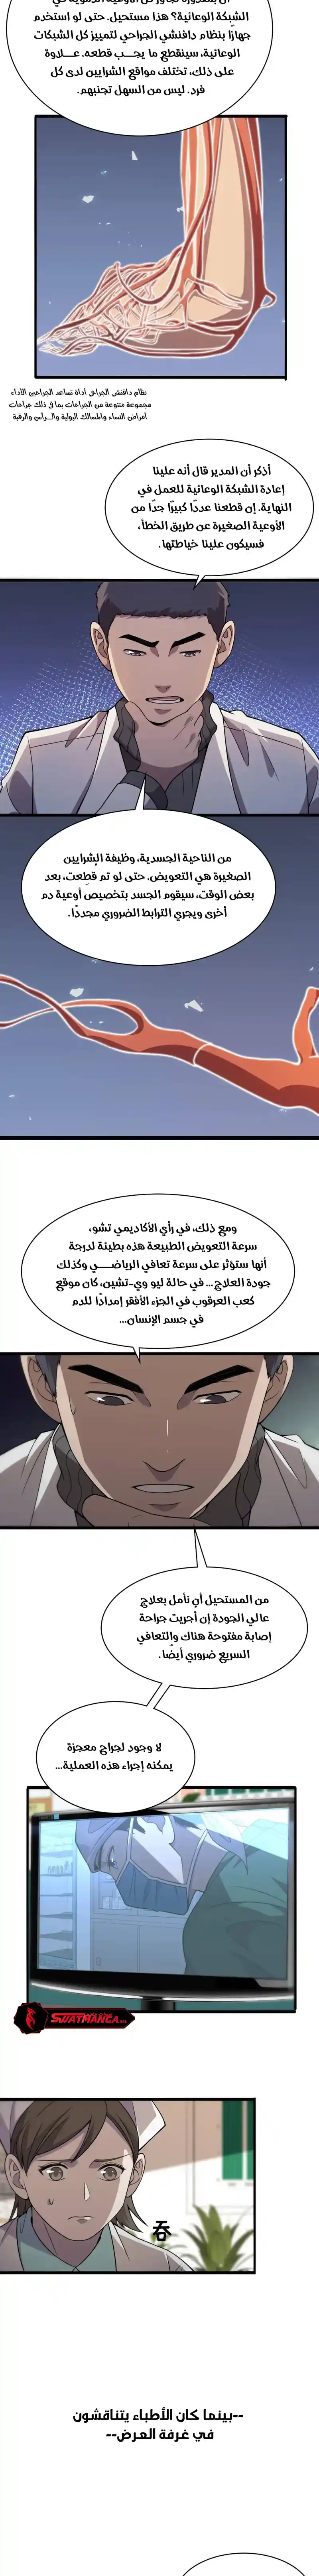 الشبكة الوعائية؟ هذا مستحيل. حتى لو استخدم
جهازًا بنظام دافنشي الجراحي لتمييز كل الشبكات
الوعائية، سينقطع ما يجب قطعه. علاوة
على ذلك، تختلف مواقع الشرايين لدى كل
فرد. ليس من السهل تجنبهم.
نظام دافنشي الجراحي أداة تساعد الجراحين الأداء
مجموعة متنوعة من الجراحات بما في ذلك جراحات
أمراض النساء والمسالك البولية والرأس والرقبة
أذكر أن المدير قال أنه علينا
إعادة الشبكة الوعائية للعمل في
النهاية. إن قطعنا عددًا كبيرًا جدًا من
الأوعية الصغيرة عن طريق الخطأ،
فسيكون علينا خياطتها.
من الناحية الجسدية، وظيفة الشرايين
الصغيرة هي التعويض. حتى لو تم قُطعت، بعد
بعض الوقت، سيقوم الجسد بتخصيص أوعية دم
أخرى ويجري الترابط الضروري مجددًا.
ومع ذلك، في رأي الأكاديمي تشو،
سرعة التعويض الطبيعة هذه بطيئة لدرجة
أنها ستؤثر على سرعة تعافي الرياضي وكذلك
جودة العلاج... في حالة ليو وي-تشين، كان موقع
كعب العرقوب في الجزء الأفقر إمدادًا للدم
في جسم الإنسان...
من المستحيل أن نأمل بعلاج
عالي الجودة إن أجريت جراحة
إصابة مفتوحة هناك والتعافي
السريع ضروري أيضًا.
لا وجود لجراح معجزة
يمكنه إجراء هذه العملية...
SWATMANGA
吞
--بينما كان الأطباء يتناقشون
في غرفة العرض--